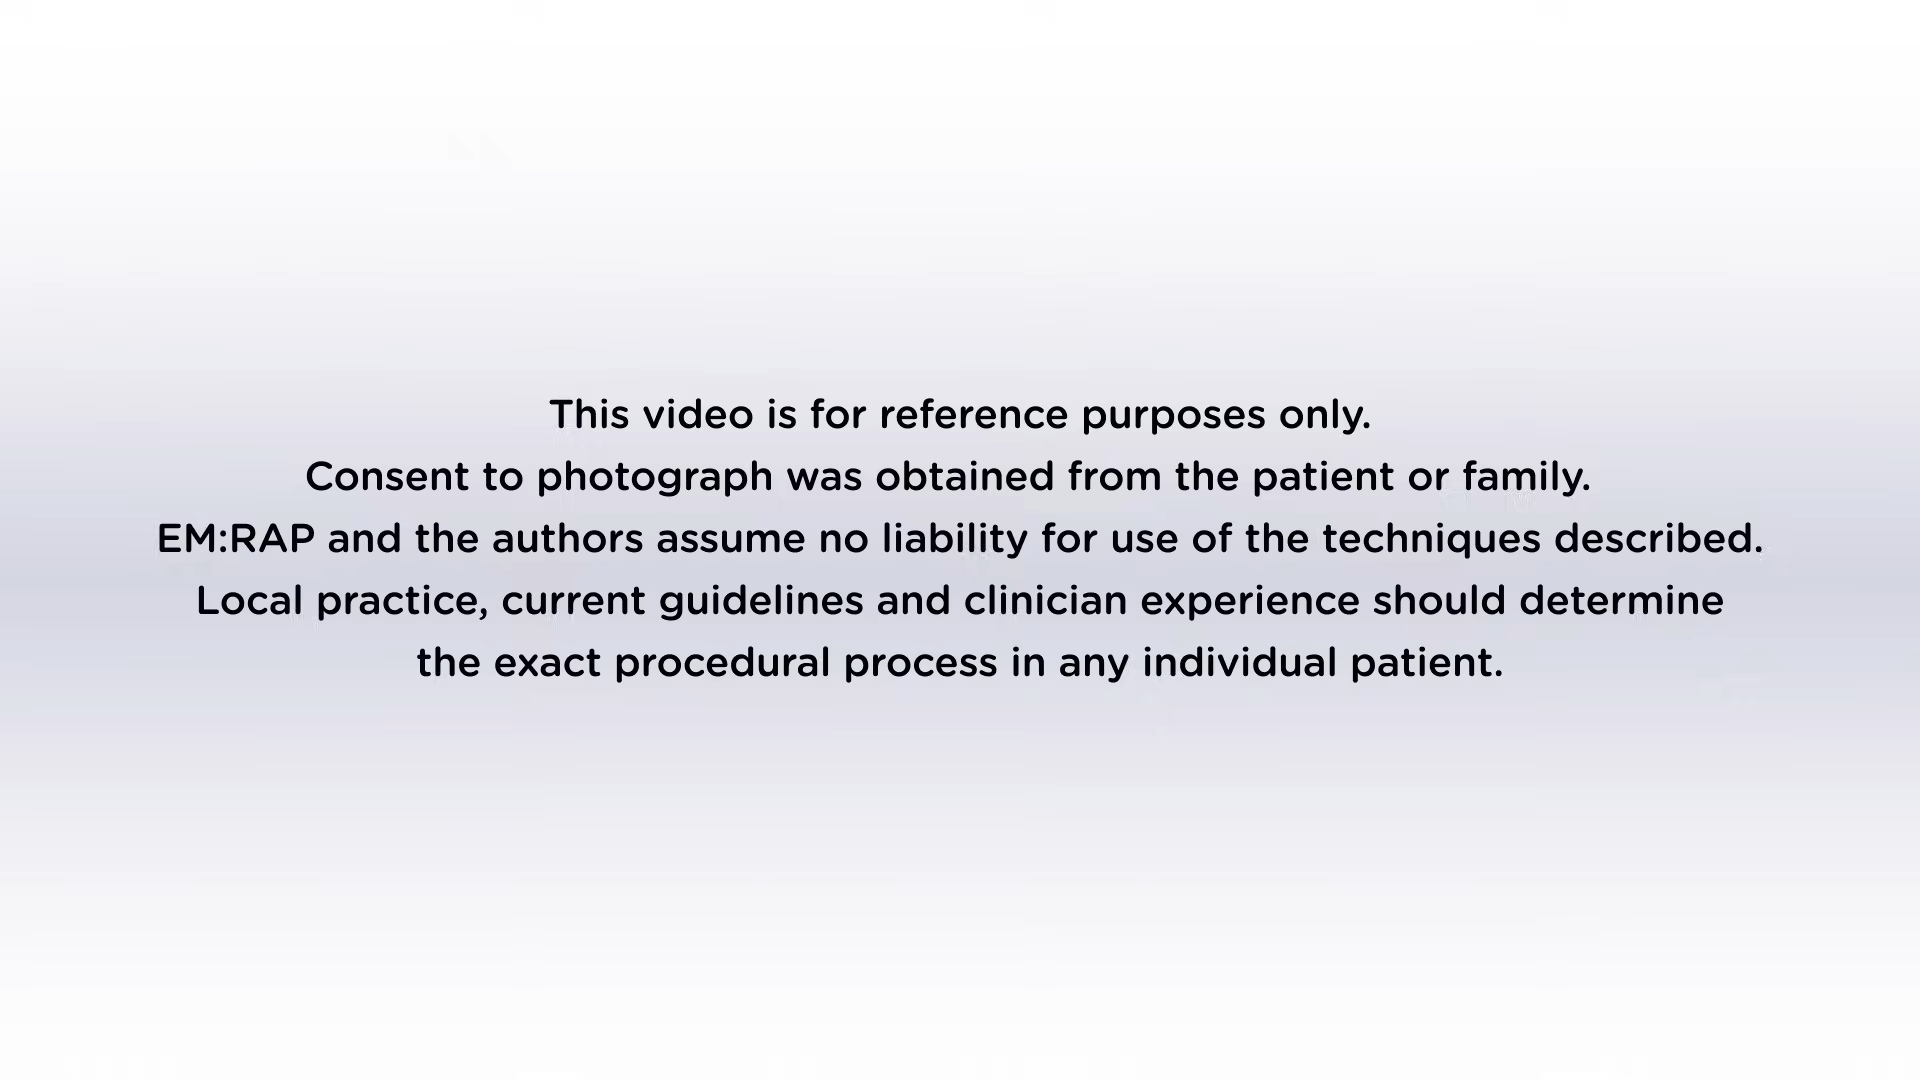 This video is for reference purposes only.
Consent to photograph was obtained from the patient or family.
EM:RAP and the authors assume no liability for use of the techniques described.
Local practice, current guidelines and clinician experience should determine
the exact procedural process in any individual patient.